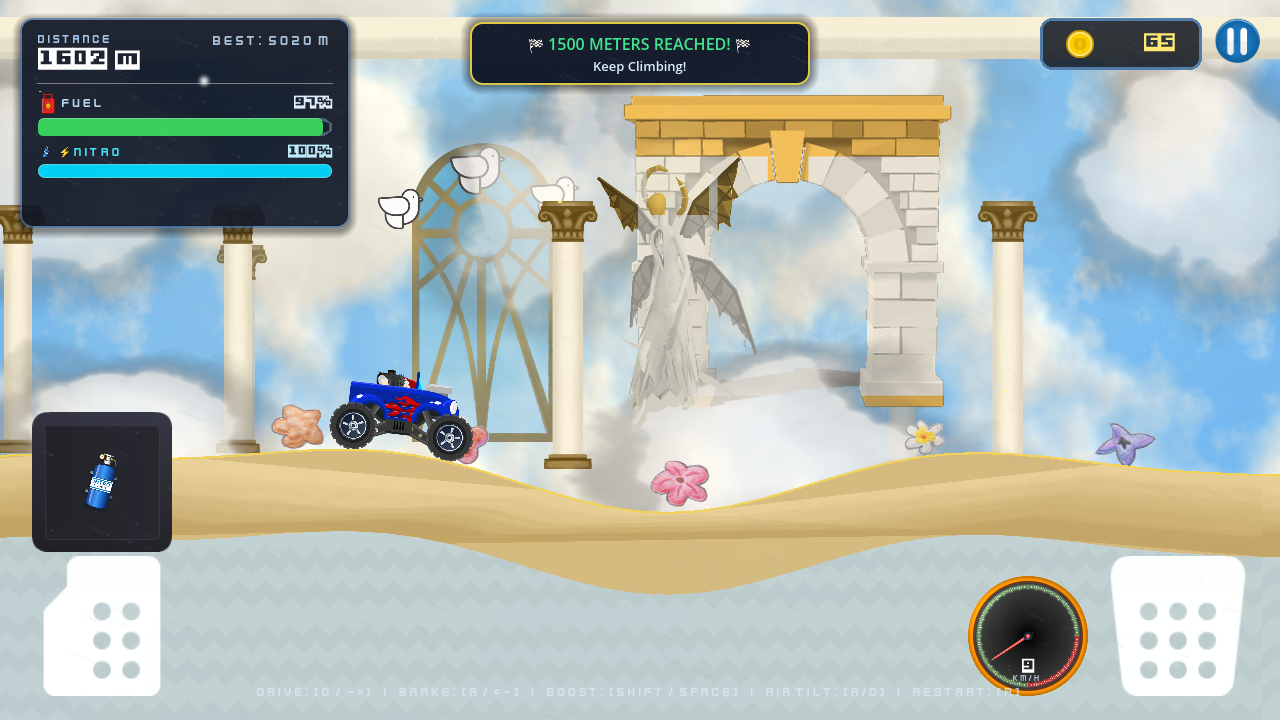 DISTANCE
BEST: 5020 M
1602 m
FUEL
97%
NITRO
100%
1500 METERS REACHED!
Keep Climbing!
65
9
KM/H
DRIVE: [D / ->] | BRAKE: [A / <-] | BOOST: [SHIFT / SPACE] | AIR TILT: [A/D] | RESTART: [R]